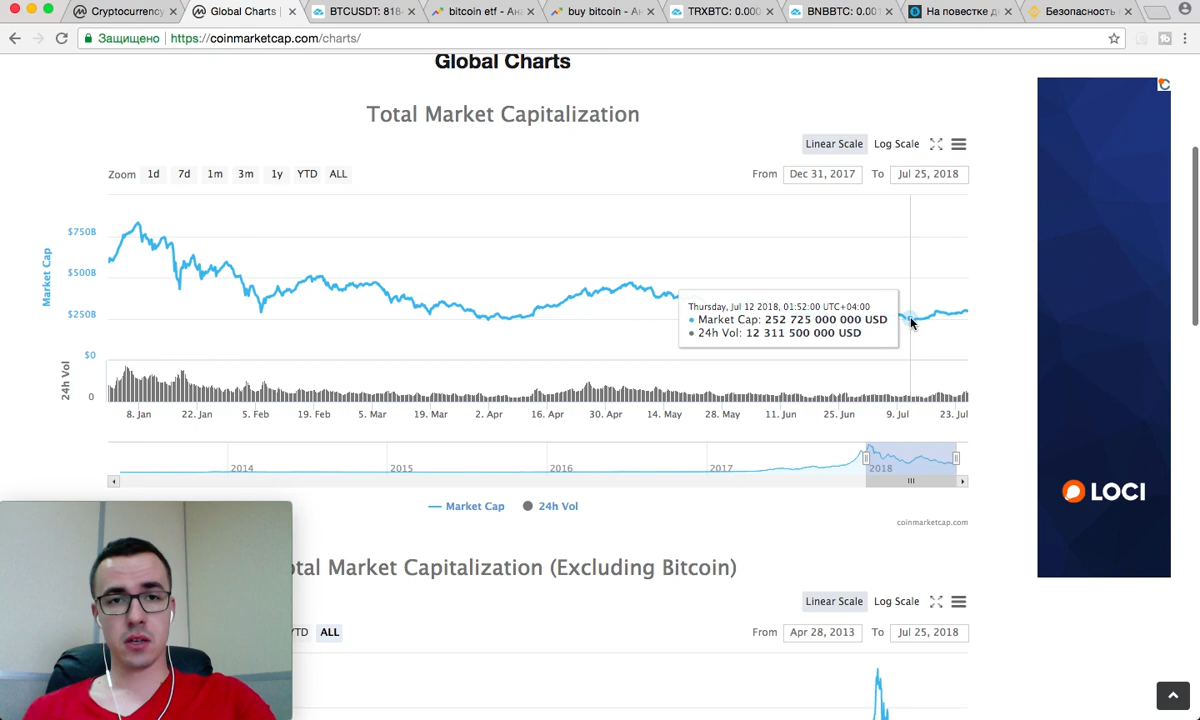 Cryptocurrency
Global Charts
BTCUSDT: 818
bitcoin etf - Ана
buy bitcoin - Ана
TRXBTC: 0.000
BNBBTC: 0.001
На повестке д
Безопасность
Защищено
https://coinmarketcap.com/charts/
Global Charts
Total Market Capitalization
Linear Scale Log Scale
Zoom 1d 7d 1m 3m 1y YTD ALL
From Dec 31, 2017 To Jul 25, 2018
Market Cap
$750B
$500B
$250B
$0
24h Vol
0
Thursday, Jul 12 2018, 01:52:00 UTC+04:00
Market Cap: 252 725 000 000 USD
24h Vol: 12 311 500 000 USD
8. Jan 22. Jan 5. Feb 19. Feb 5. Mar 19. Mar 2. Apr 16. Apr 30. Apr 14. May 28. May 11. Jun 25. Jun 9. Jul 23. Jul
2014 2015 2016 2017 2018
Market Cap 24h Vol
coinmarketcap.com
LOCI
otal Market Capitalization (Excluding Bitcoin)
Linear Scale Log Scale
YTD ALL
From Apr 28, 2013 To Jul 25, 2018